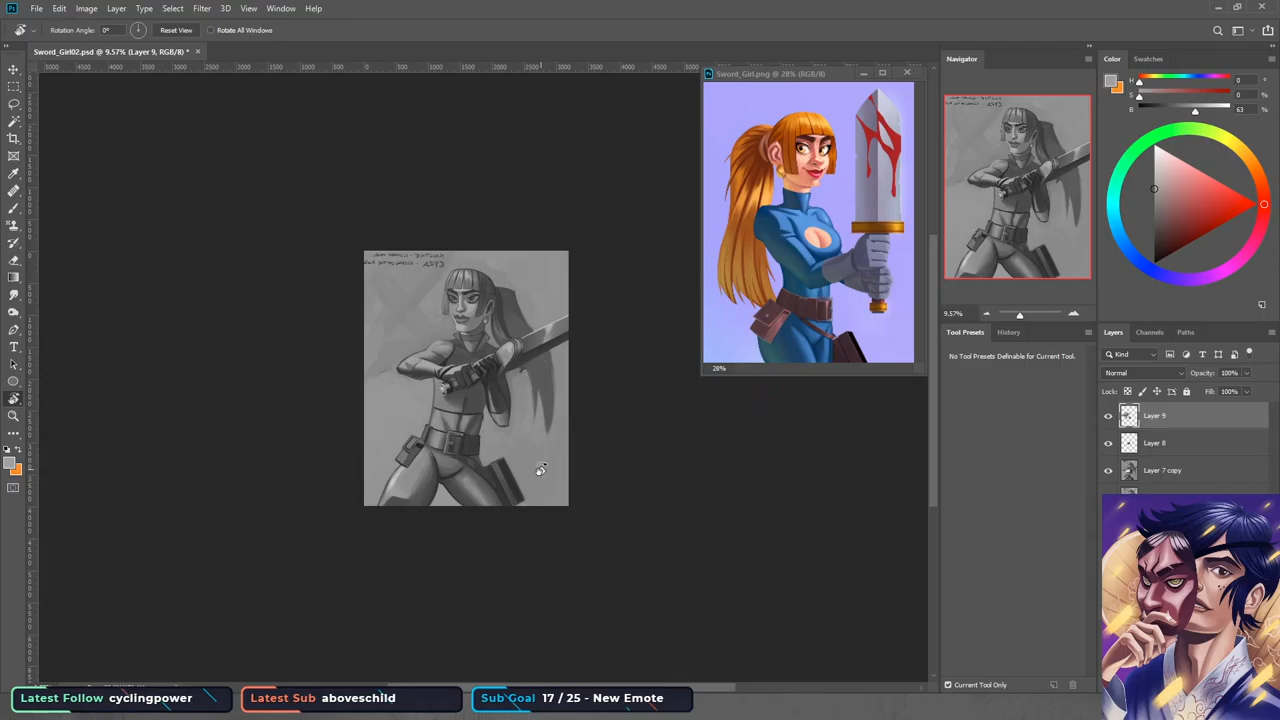 File Edit Image Layer Type Select Filter 3D View Window Help
Rotation Angle: 0° Reset View Rotate All Windows
Sword_Girl02.psd @ 9.57% (Layer 9, RGB/8) *
Sword_Girl.png @ 28% (RGB/8)
28%
Navigator
9.57%
Tool Presets History
No Tool Presets Definable for Current Tool.
Current Tool Only
Color Swatches
H 0 °
S 0 %
B 63 %
Layers Channels Paths
Kind
Normal Opacity: 100%
Lock: Fill: 100%
Layer 9
Layer 8
Layer 7 copy
Latest Follow cyclingpower
Latest Sub aboveschild
Sub Goal 17 / 25 - New Emote